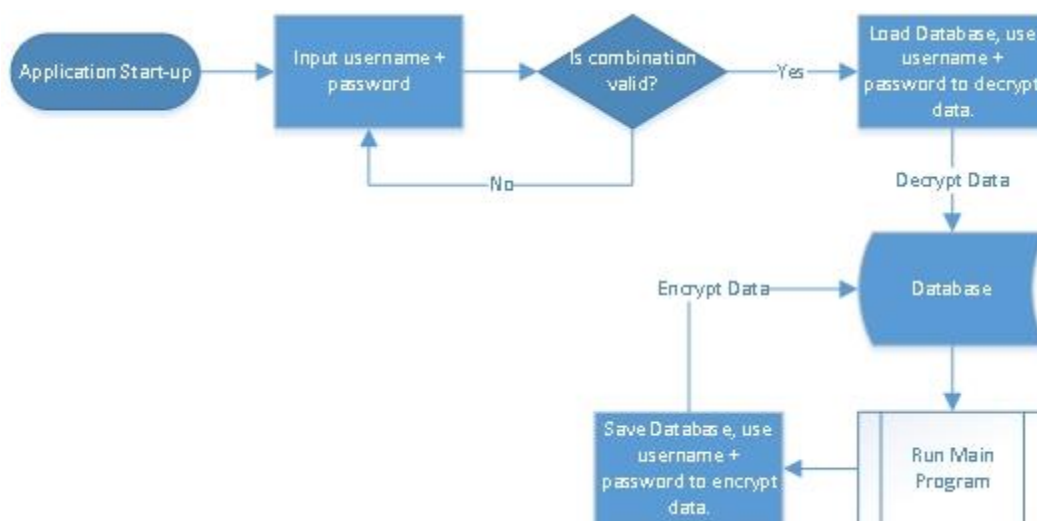 Application Start-up
Input username +
password
Is combination
valid?
Yes
Load Database, use
username +
password to decrypt
data.
No
Decrypt Data
Encrypt Data
Database
Save Database, use
username +
password to encrypt
data.
Run Main
Program